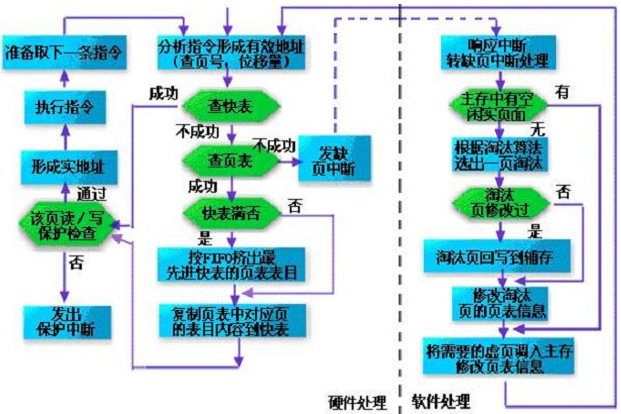 准备取下一条指令
执行指令
形成实地址
通过
该页读/写
保护检查
否
发出
保护中断
分析指令形成有效地址
(查页号，位移量)
成功
查快表
不成功
不成功
查页表
成功
发缺
页中断
快表满否
否
是
按FIFO挤出最
先进快表的页表表目
复制页表中对应页
的表目内容到快表
硬件处理
响应中断
转缺页中断处理
主存中有空
闲实页面
有
无
根据淘汰算法
选出一页淘汰
淘汰
页修改过
否
是
淘汰页回写到辅存
修改淘汰
页的页表信息
将需要的虚页调入主存
修改页表信息
软件处理